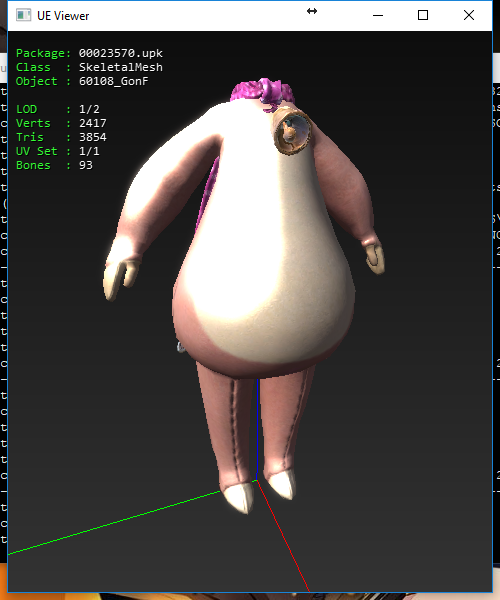 UE Viewer
Package: 00023570.upk
Class : SkeletalMesh
Object : 60108_GonF
LOD : 1/2
Verts : 2417
Tris : 3854
UV Set : 1/1
Bones : 93